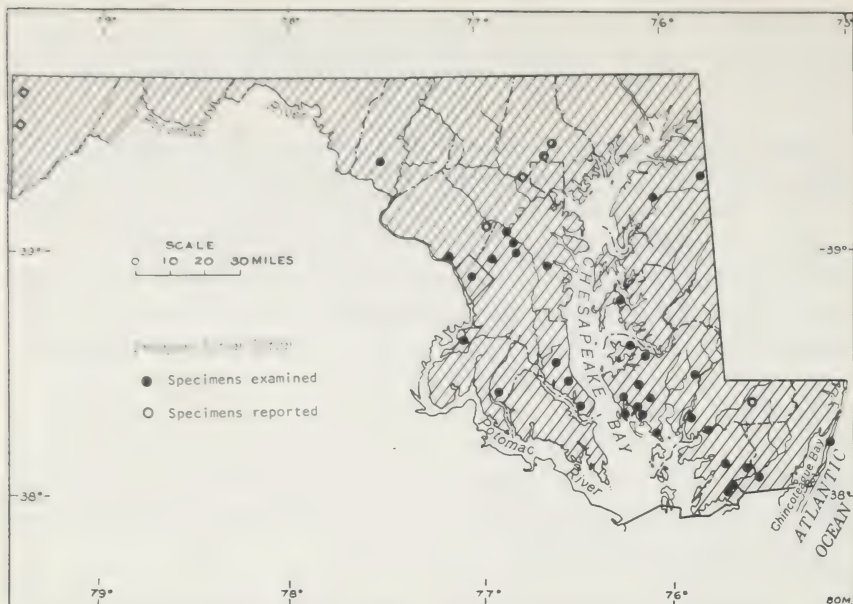 79° 78° 77° 76° 75°
River
39° 39°
SCALE
0 10 20 30 MILES
CHESAPEAKE BAY
● Specimens examined
○ Specimens reported
Potomac
River
Chincoteague Bay
ATLANTIC
OCEAN
38° 38°
79° 78° 77° 76°
80M.